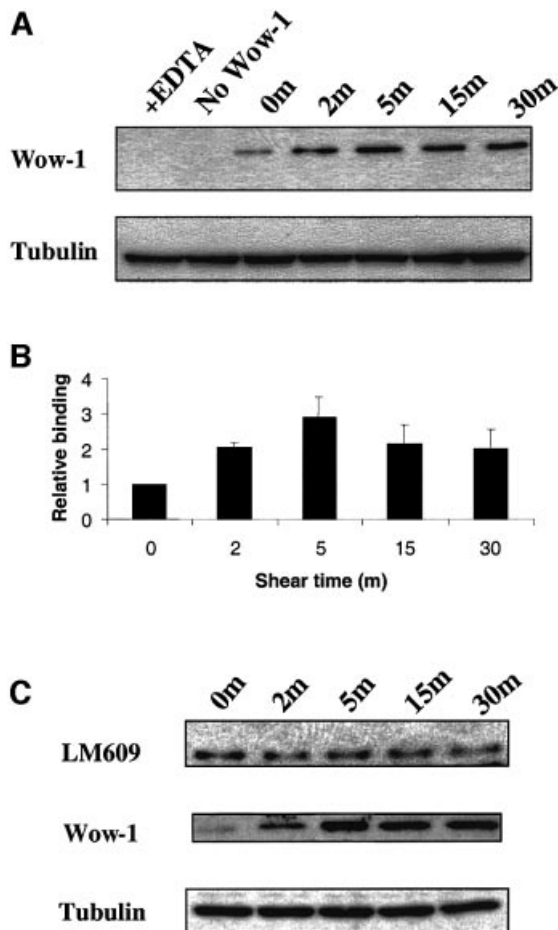 A
+EDTA No Wow-1 0m 2m 5m 15m 30m
Wow-1
Tubulin
B
Relative binding
4
3
2
1
0
0 2 5 15 30
Shear time (m)
C
0m 2m 5m 15m 30m
LM609
Wow-1
Tubulin